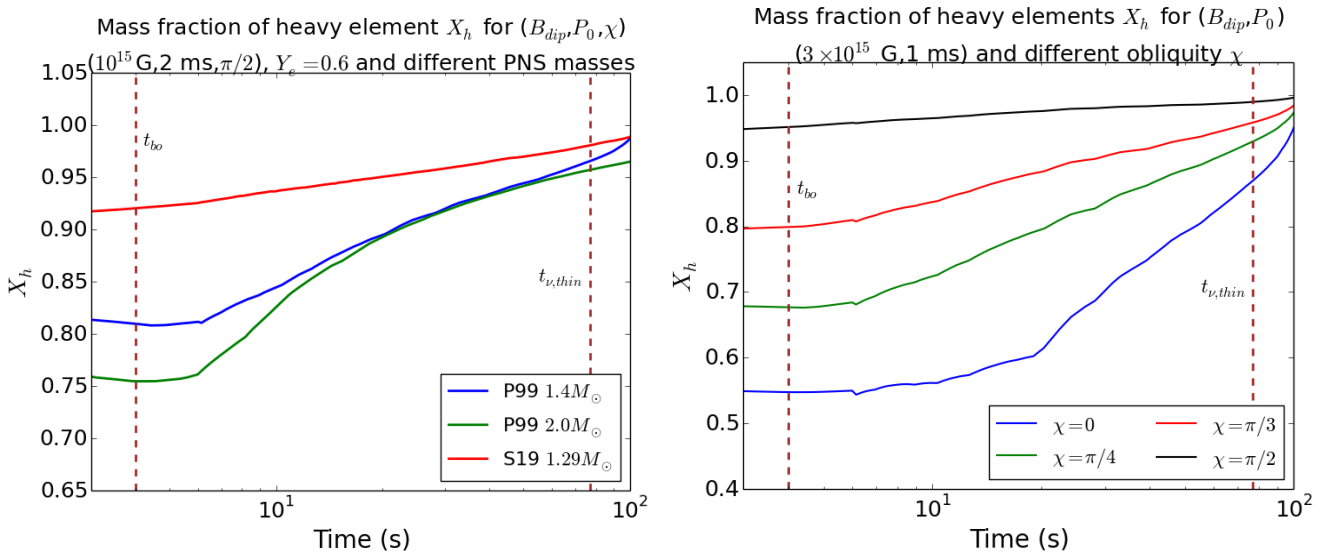 Mass fraction of heavy element X_h for (B_dip,P_0,χ)
(10^15 G,2 ms,π/2), Y_e =0.6 and different PNS masses
1.05
1.00
0.95
0.90
0.85
0.80
0.75
0.70
0.65
X_h
t_bo
t_ν,thin
P99 1.4M_⊙
P99 2.0M_⊙
S19 1.29M_⊙
10^1
10^2
Time (s)
Mass fraction of heavy elements X_h for (B_dip,P_0)
(3 ×10^15 G,1 ms) and different obliquity χ
1.0
0.9
0.8
0.7
0.6
0.5
0.4
X_h
t_bo
t_ν,thin
χ=0
χ=π/4
χ=π/3
χ=π/2
10^1
10^2
Time (s)